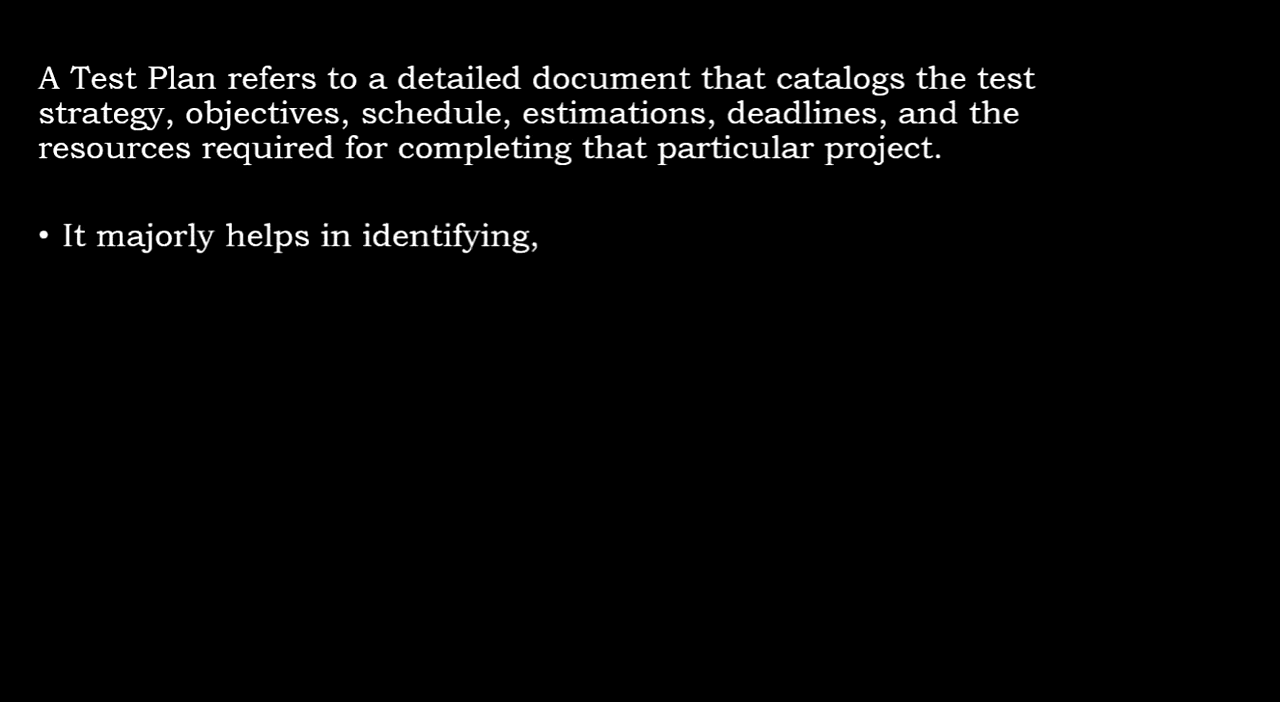 A Test Plan refers to a detailed document that catalogs the test
strategy, objectives, schedule, estimations, deadlines, and the
resources required for completing that particular project.
• It majorly helps in identifying,